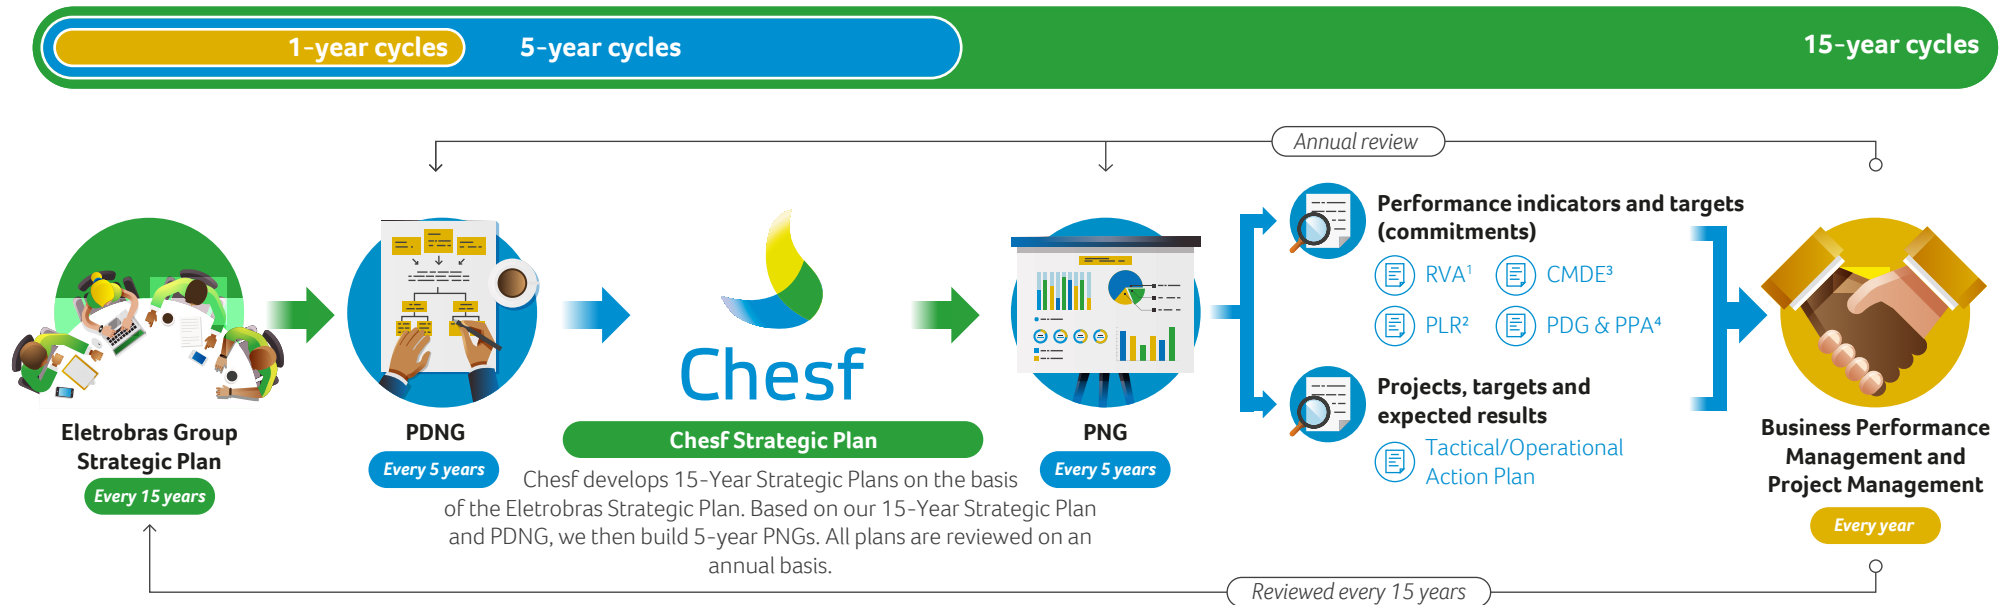 1-year cycles
5-year cycles
15-year cycles
Annual review
Eletrobras Group
Strategic Plan
Every 15 years
PDNG
Every 5 years
Chesf
Chesf Strategic Plan
Chesf develops 15-Year Strategic Plans on the basis
of the Eletrobras Strategic Plan. Based on our 15-Year Strategic Plan
and PDNG, we then build 5-year PNGs. All plans are reviewed on an
annual basis.
PNG
Every 5 years
Performance indicators and targets
(commitments)
RVA¹
CMDE³
PLR²
PDG & PPA⁴
Projects, targets and
expected results
Tactical/Operational
Action Plan
Business Performance
Management and
Project Management
Every year
Reviewed every 15 years